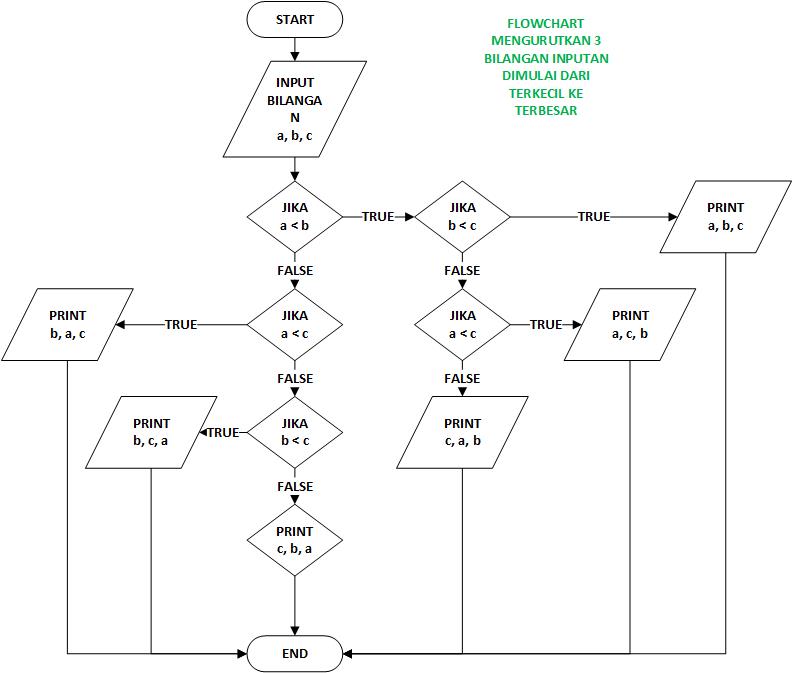 START
FLOWCHART
MENGURUTKAN 3
BILANGAN INPUTAN
DIMULAI DARI
TERKECIL KE
TERBESAR
INPUT
BILANGA
N
a, b, c
JIKA
a < b
TRUE
JIKA
b < c
TRUE
PRINT
a, b, c
FALSE
FALSE
PRINT
b, a, c
TRUE
JIKA
a < c
JIKA
a < c
TRUE
PRINT
a, c, b
FALSE
FALSE
PRINT
b, c, a
TRUE
JIKA
b < c
PRINT
c, a, b
FALSE
PRINT
c, b, a
END